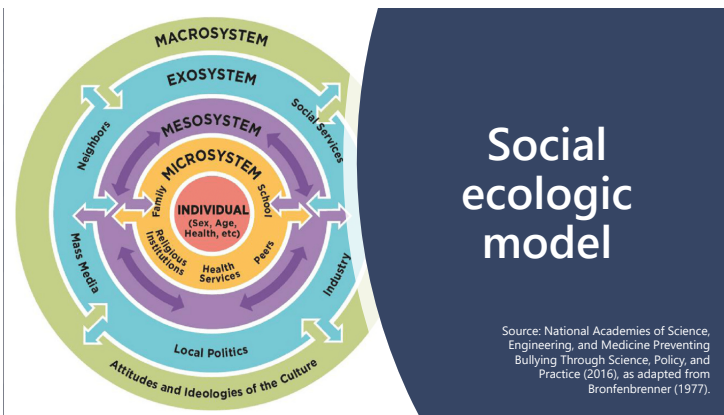 MACROSYSTEM
EXOSYSTEM
MESOSYSTEM
MICROSYSTEM
INDIVIDUAL
(Sex, Age,
Health, etc)
Family
School
Religious
Institutions
Health
Services
Peers
Neighbors
Social Services
Mass Media
Industry
Local Politics
Attitudes and Ideologies of the Culture
Social
ecologic
model
Source: National Academies of Science,
Engineering, and Medicine Preventing
Bullying Through Science, Policy, and
Practice (2016), as adapted from
Bronfenbrenner (1977).